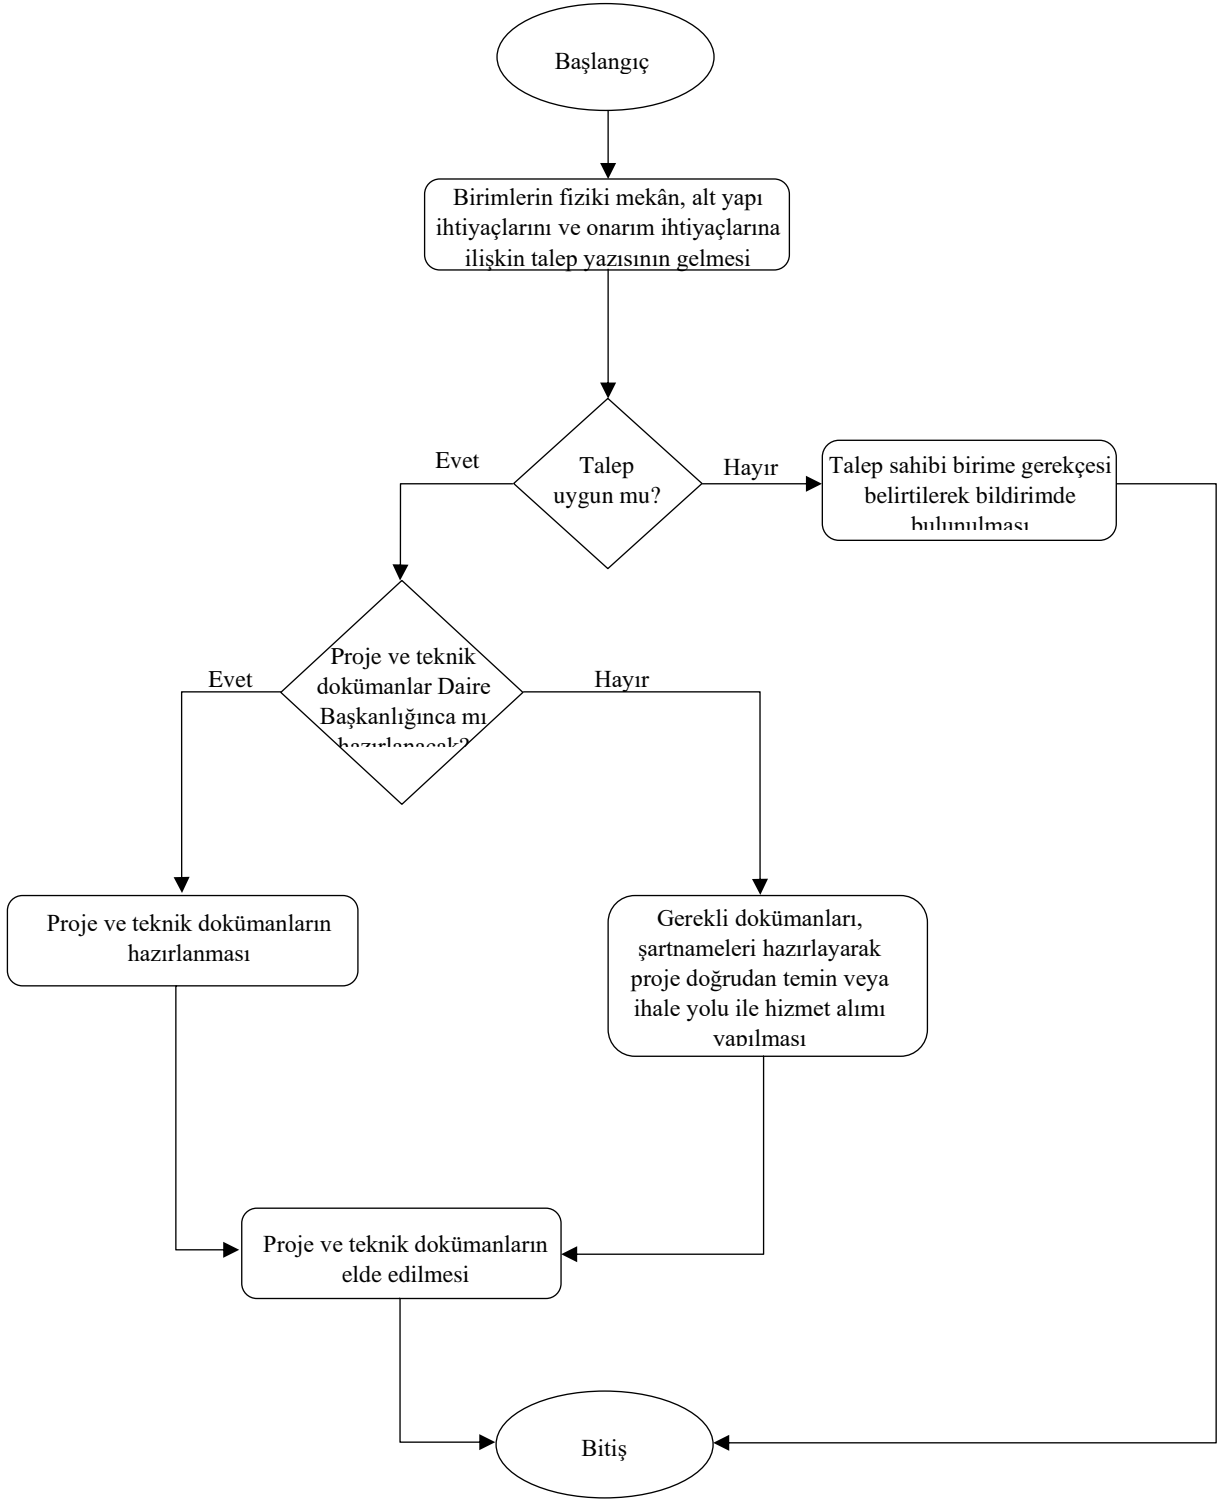 Başlangıç
Birimlerin fiziki mekân, alt yapı
ihtiyaçlarını ve onarım ihtiyaçlarına
ilişkin talep yazısının gelmesi
Evet
Talep
uygun mu?
Hayır
Talep sahibi birime gerekçesi
belirtilerek bildirimde
bulunulması
Evet
Proje ve teknik
dokümanlar Daire
Başkanlığınca mı
hazırlanacak?
Hayır
Proje ve teknik dokümanların
hazırlanması
Gerekli dokümanları,
şartnameleri hazırlayarak
proje doğrudan temin veya
ihale yolu ile hizmet alımı
yapılması
Proje ve teknik dokümanların
elde edilmesi
Bitiş